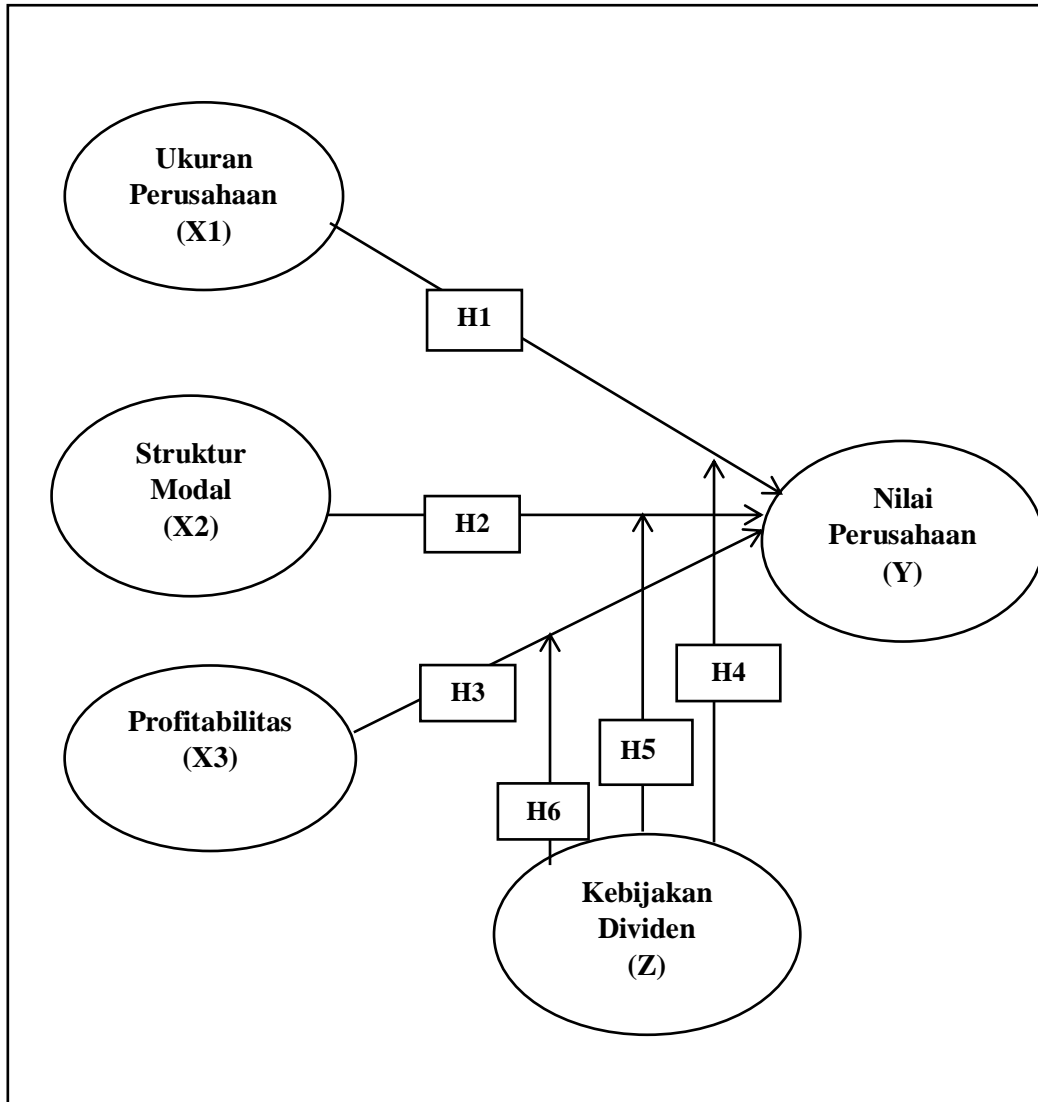 Ukuran
Perusahaan
(X1)
H1
Struktur
Modal
(X2)
H2
Nilai
Perusahaan
(Y)
Profitabilitas
(X3)
H3
H4
H5
H6
Kebijakan
Dividen
(Z)